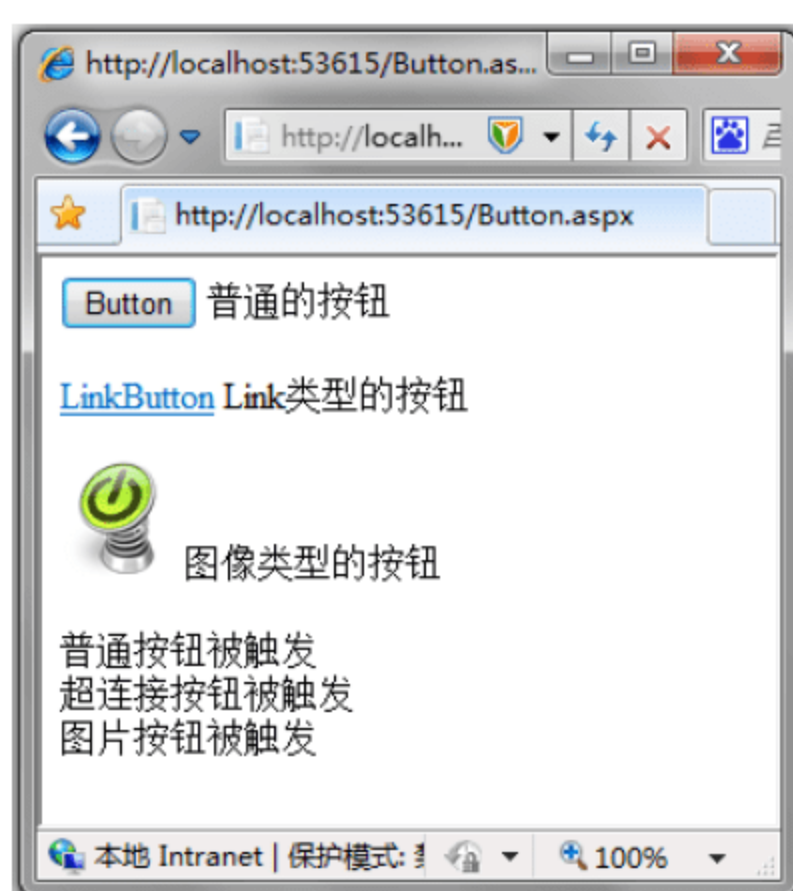 http://localhost:53615/Button.as...
http://localh...
http://localhost:53615/Button.aspx
Button 普通的按钮
LinkButton Link类型的按钮
图像类型的按钮
普通按钮被触发
超连接按钮被触发
图片按钮被触发
本地 Intranet | 保护模式: 100%